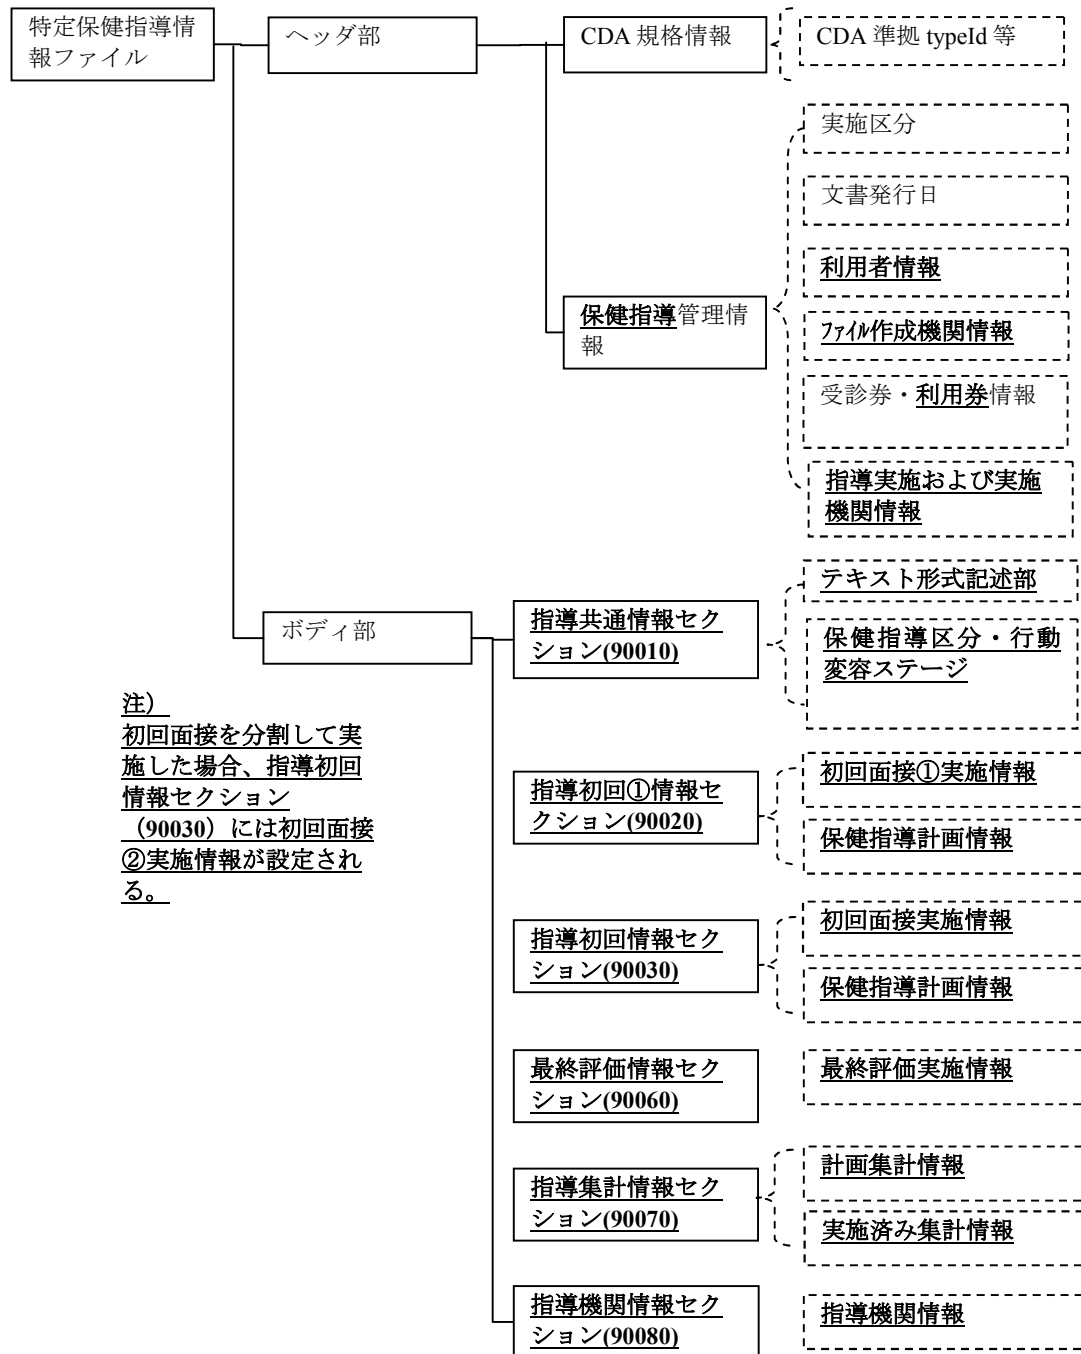 特定保健指導情
報ファイル
ヘッダ部
CDA 規格情報
CDA 準拠 typeId 等
実施区分
文書発行日
利用者情報
ﾌｧｲﾙ作成機関情報
保健指導管理情
報
受診券・利用券情報
指導実施および実施
機関情報
ボディ部
指導共通情報セク
ション(90010)
テキスト形式記述部
保健指導区分・行動
変容ステージ
注）
初回面接を分割して実
施した場合、指導初回
情報セクション
（90030）には初回面接
②実施情報が設定され
る。
指導初回①情報セ
クション(90020)
初回面接①実施情報
保健指導計画情報
指導初回情報セク
ション(90030)
初回面接実施情報
保健指導計画情報
最終評価情報セク
ション(90060)
最終評価実施情報
指導集計情報セク
ション(90070)
計画集計情報
実施済み集計情報
指導機関情報セク
ション(90080)
指導機関情報